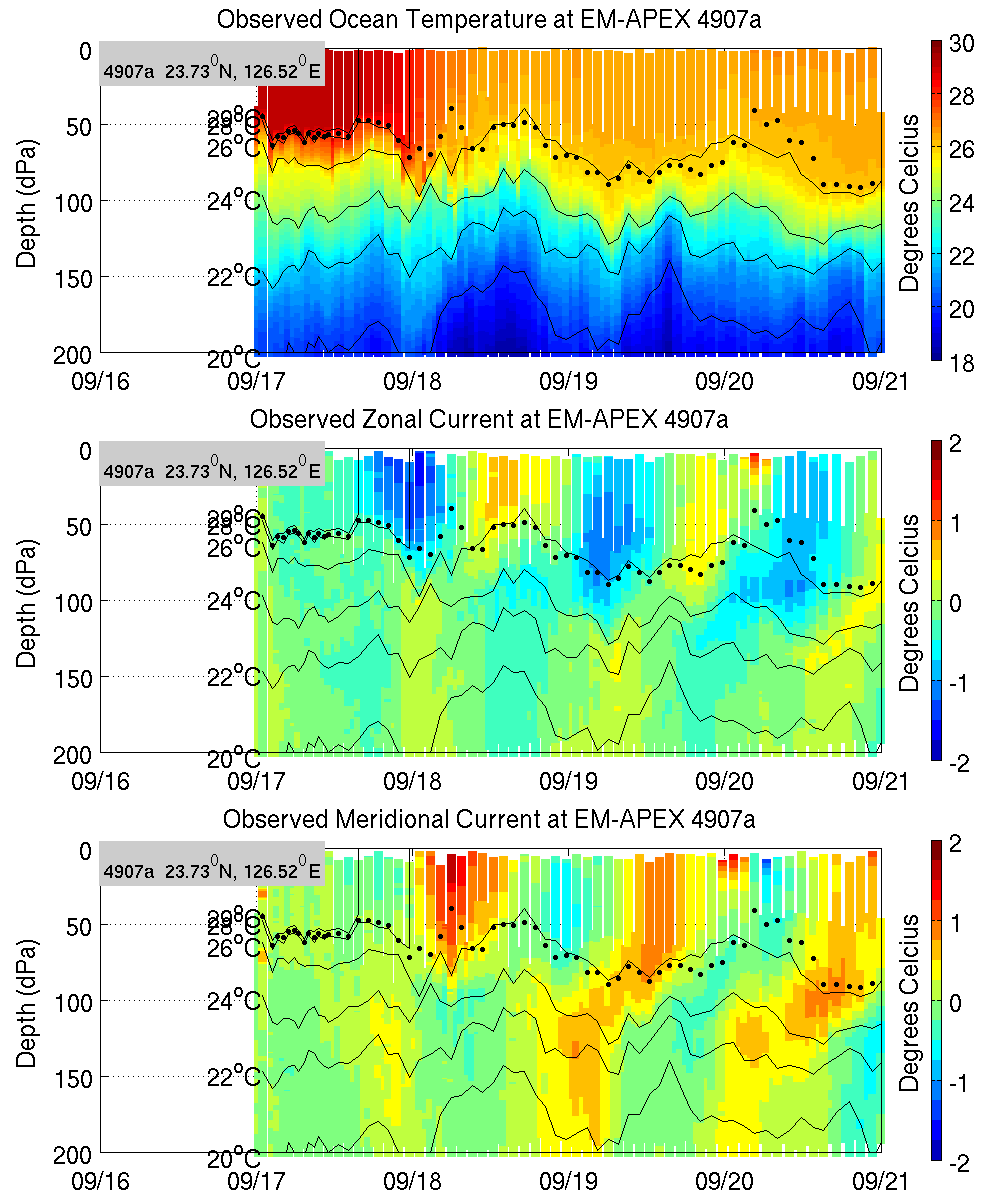 Observed Ocean Temperature at EM-APEX 4907a
4907a 23.73⁰N, 126.52⁰E
0
50
100
150
200
Depth (dPa)
29ºC
28ºC
26ºC
24ºC
22ºC
20ºC
09/16 09/17 09/18 09/19 09/20 09/21
30
28
26
24
22
20
18
Degrees Celcius
Observed Zonal Current at EM-APEX 4907a
4907a 23.73⁰N, 126.52⁰E
0
50
100
150
200
Depth (dPa)
29ºC
28ºC
26ºC
24ºC
22ºC
20ºC
09/16 09/17 09/18 09/19 09/20 09/21
2
1
0
-1
-2
Degrees Celcius
Observed Meridional Current at EM-APEX 4907a
4907a 23.73⁰N, 126.52⁰E
0
50
100
150
200
Depth (dPa)
29ºC
28ºC
26ºC
24ºC
22ºC
20ºC
09/16 09/17 09/18 09/19 09/20 09/21
2
1
0
-1
-2
Degrees Celcius